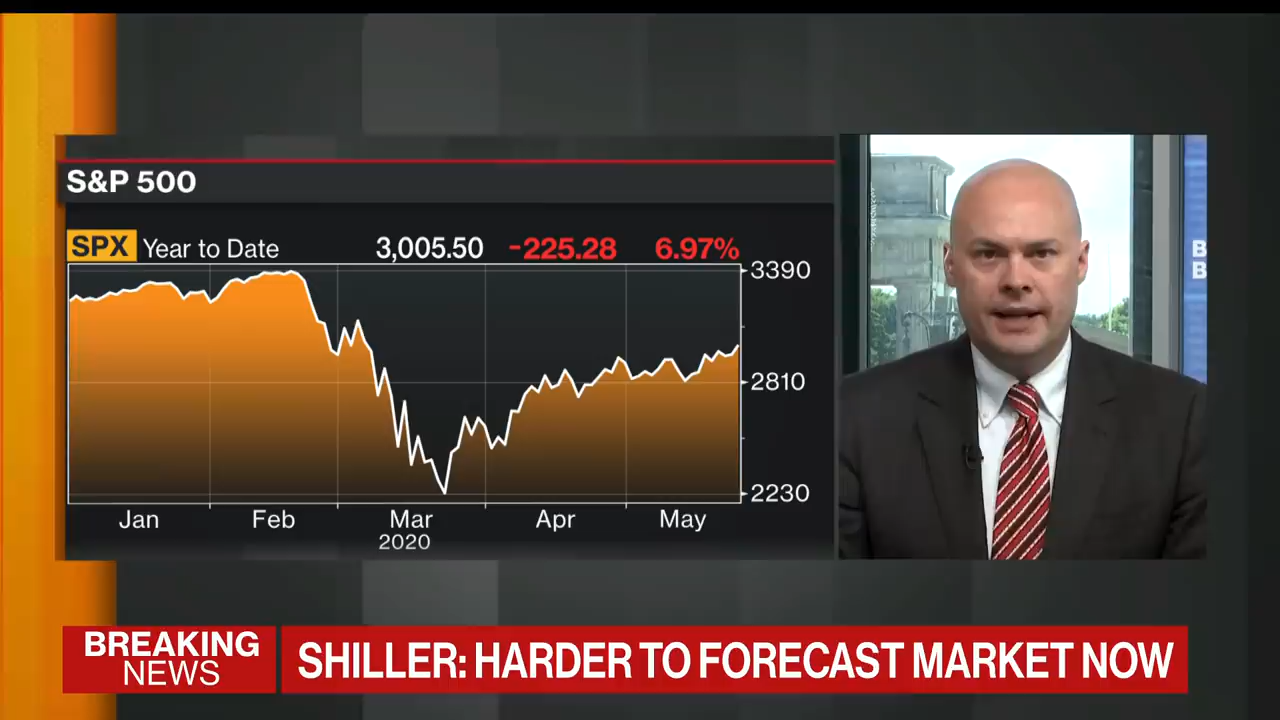 S&P 500
SPX Year to Date 3,005.50 -225.28 6.97%
3390
2810
2230
Jan Feb Mar Apr May
2020
B
B
BREAKING
NEWS
SHILLER: HARDER TO FORECAST MARKET NOW